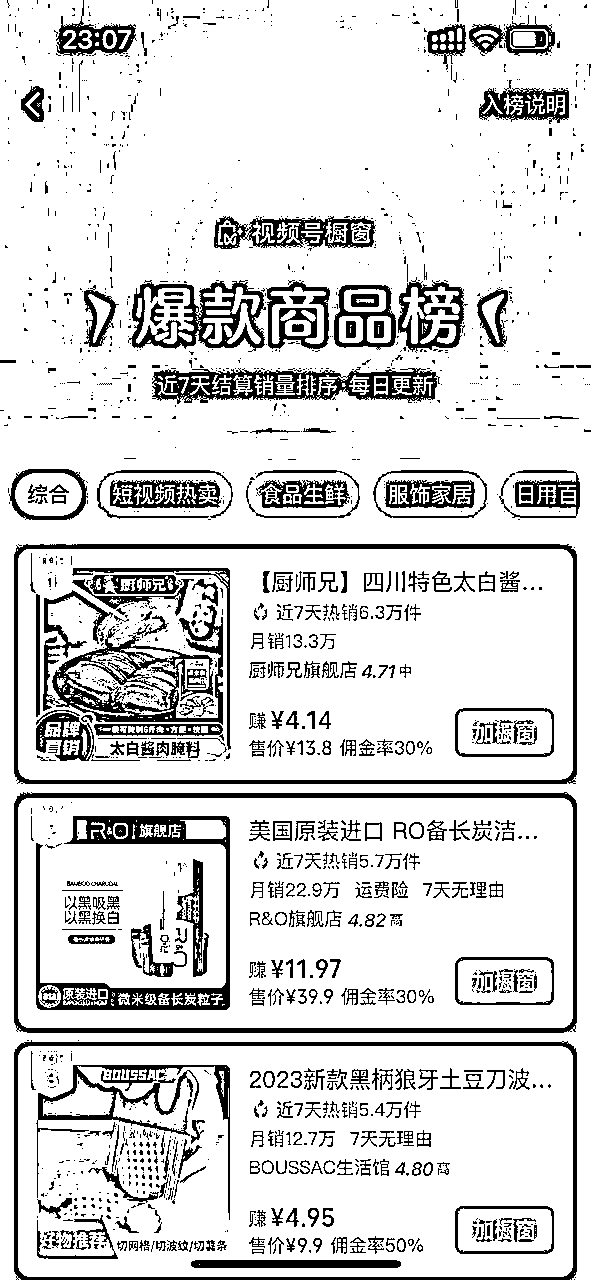 23:07
入榜说明
视频号橱窗
爆款商品榜
近7天结算销量排序·每日更新
综合 短视频热卖 食品生鲜 服饰家居 日用百
厨师兄
品牌
直销
太白酱肉腌料
【厨师兄】四川特色太白酱...
近7天热销6.3万件
月销13.3万
厨师兄旗舰店 4.71 中
赚¥4.14
售价¥13.8 佣金率30%
加橱窗
R&O 旗舰店
BAMBOO CHARCOAL
以黑吸黑
以黑换白
R&O
原装进口
微米级备长炭粒子
美国原装进口 RO备长炭洁...
近7天热销5.7万件
月销22.9万 运费险 7天无理由
R&O旗舰店 4.82 高
赚¥11.97
售价¥39.9 佣金率30%
加橱窗
BOUSSAC
好物推荐
切网格/切波纹/切薯条
2023新款黑柄狼牙土豆刀波...
近7天热销5.4万件
月销12.7万 7天无理由
BOUSSAC生活馆 4.80 高
赚¥4.95
售价¥9.9 佣金率50%
加橱窗